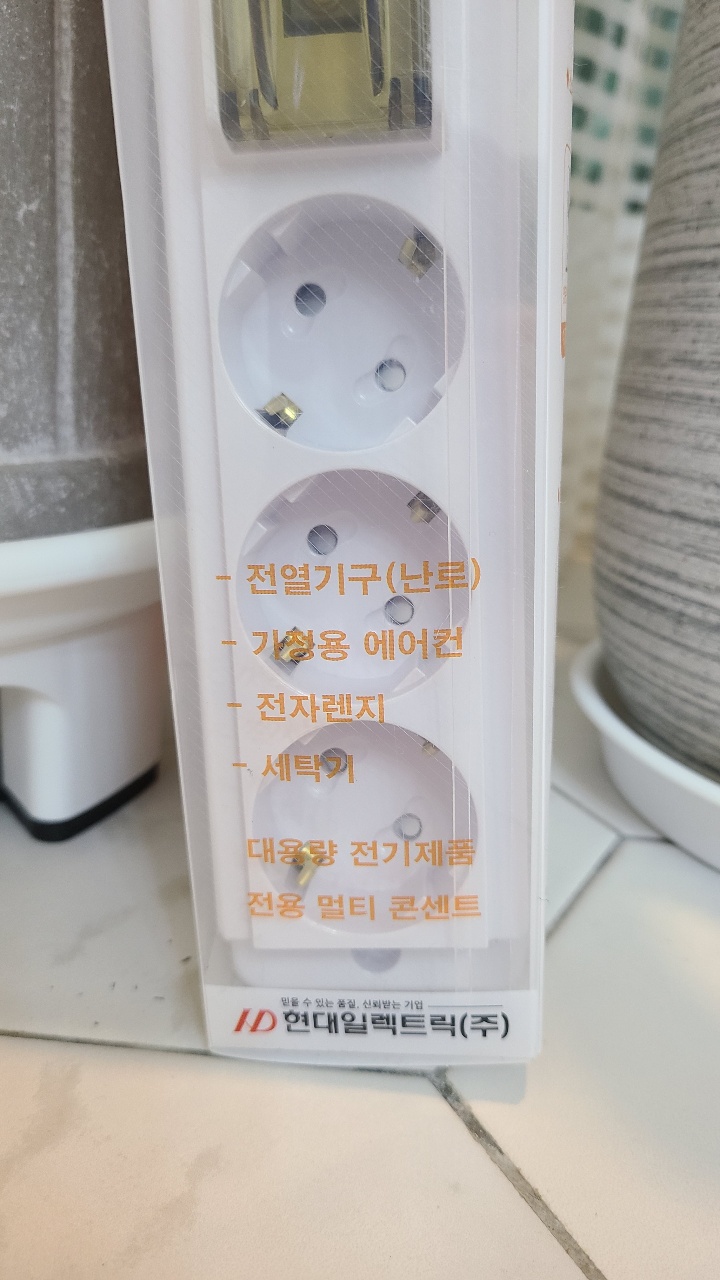 - 전열기구(난로)
- 가정용 에어컨
- 전자렌지
- 세탁기
대용량 전기제품
전용 멀티 콘센트
믿을 수 있는 품질, 신뢰받는 기업
HD 현대일렉트릭(주)